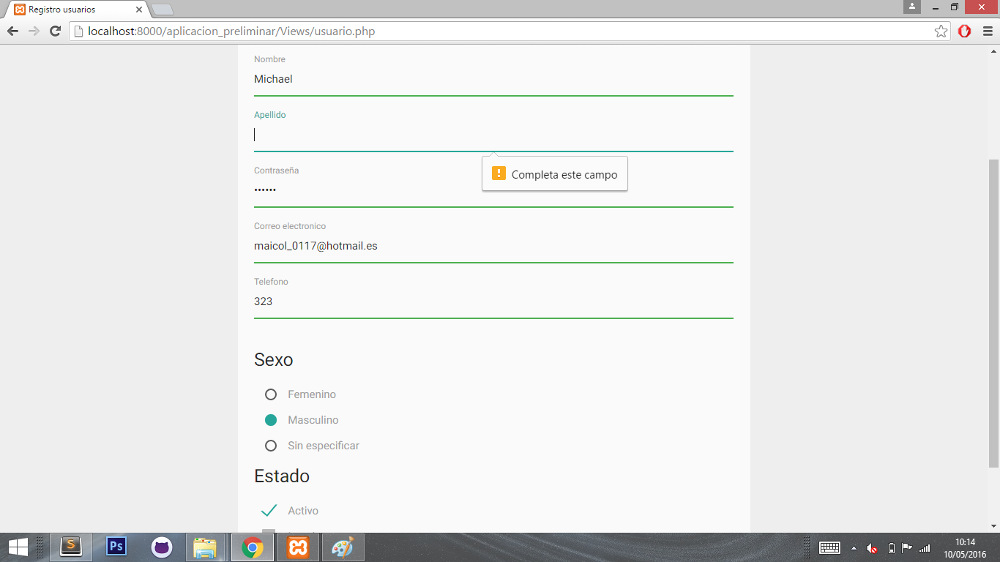 Registro usuarios
localhost:8000/aplicacion_preliminar/Views/usuario.php
Nombre
Michael
Apellido
Completa este campo
Contraseña
••••••
Correo electronico
maicol_0117@hotmail.es
Telefono
323
Sexo
Femenino
Masculino
Sin especificar
Estado
Activo
S
Ps
10:14
10/05/2016